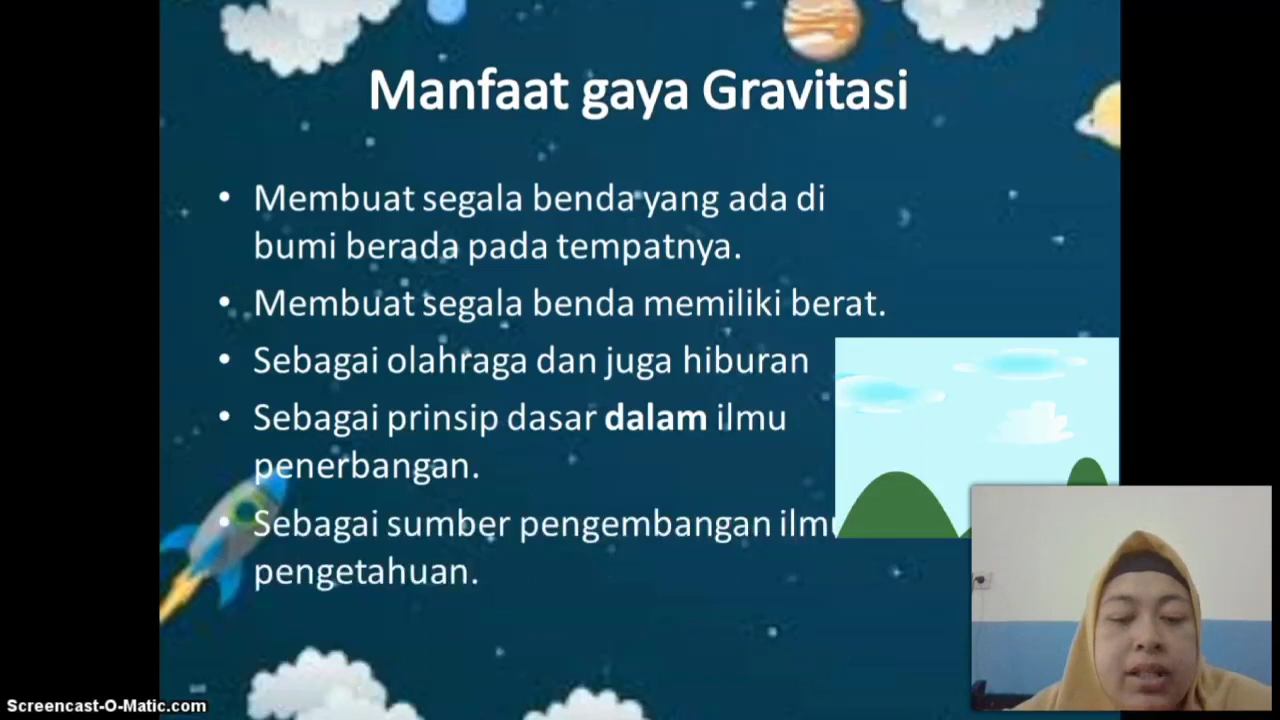 Manfaat gaya Gravitasi
• Membuat segala benda yang ada di
bumi berada pada tempatnya.
• Membuat segala benda memiliki berat.
• Sebagai olahraga dan juga hiburan
• Sebagai prinsip dasar dalam ilmu
penerbangan.
• Sebagai sumber pengembangan ilmu
pengetahuan.
Screencast-O-Matic.com